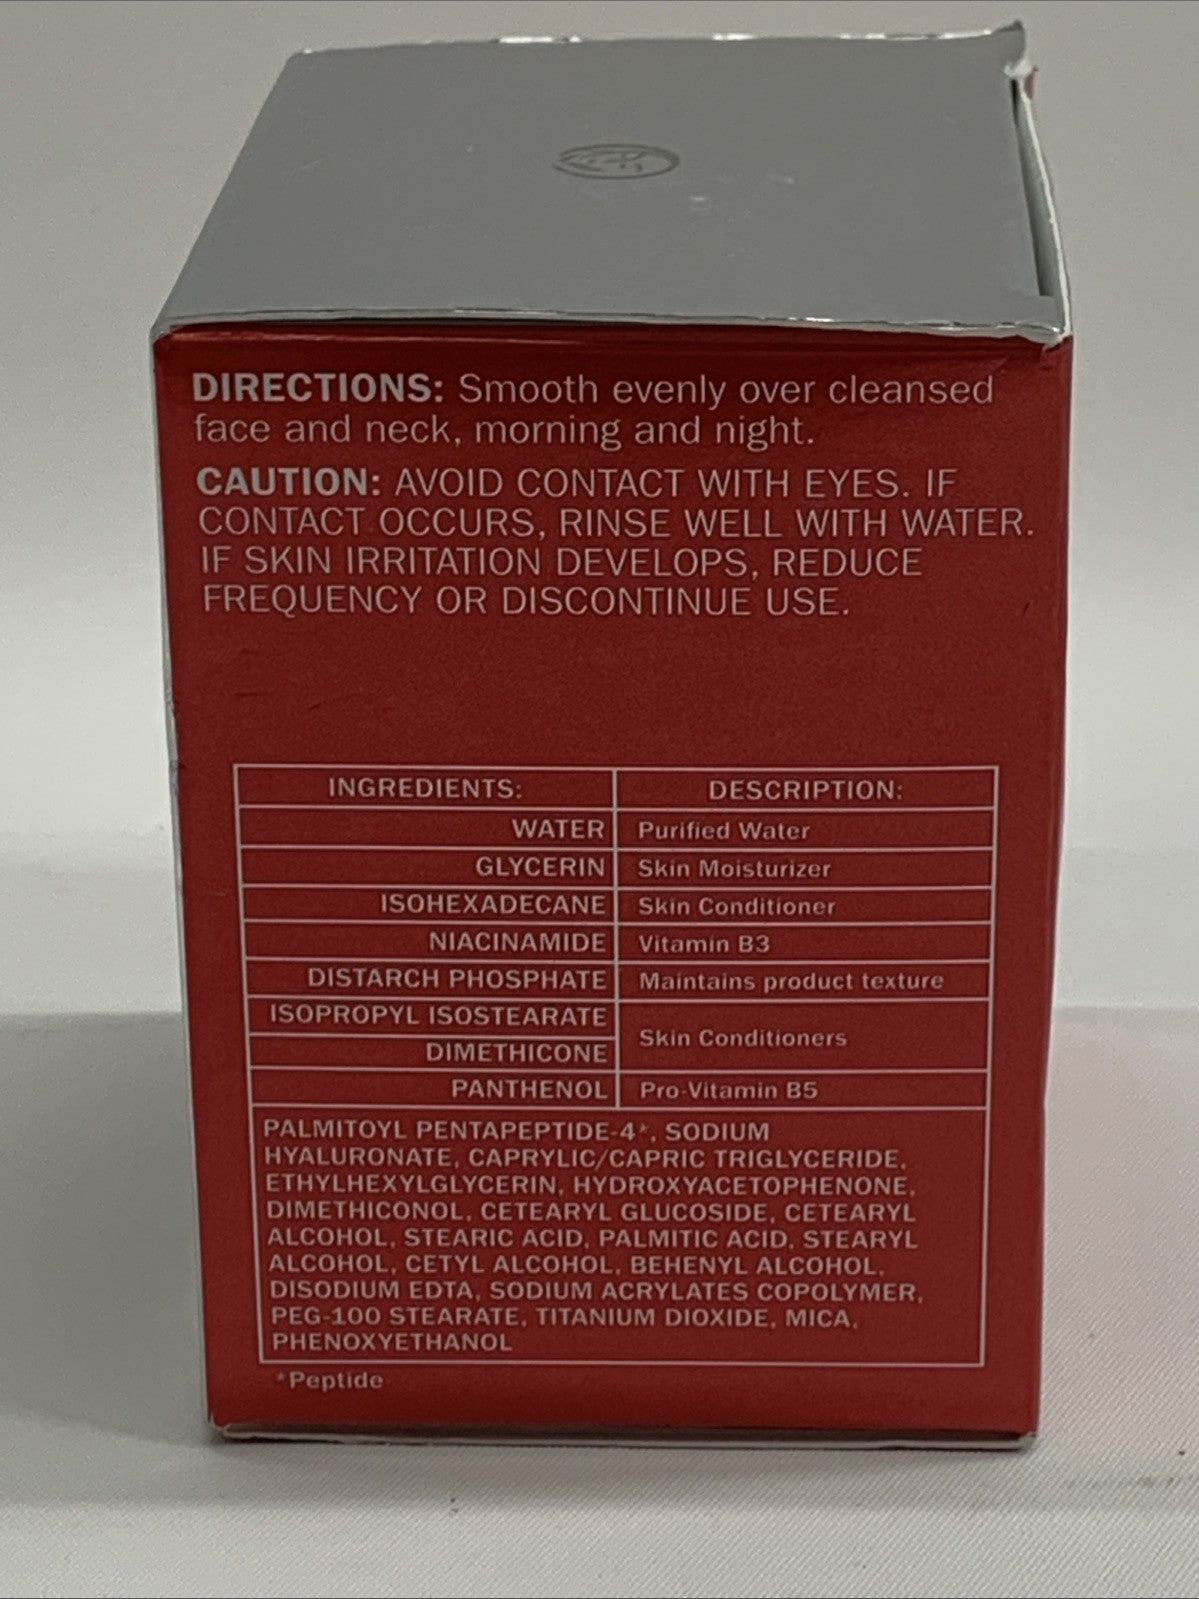 DIRECTIONS: Smooth evenly over cleansed
face and neck, morning and night.
CAUTION: AVOID CONTACT WITH EYES. IF
CONTACT OCCURS, RINSE WELL WITH WATER.
IF SKIN IRRITATION DEVELOPS, REDUCE
FREQUENCY OR DISCONTINUE USE.
INGREDIENTS: DESCRIPTION:
WATER Purified Water
GLYCERIN Skin Moisturizer
ISOHEXADECANE Skin Conditioner
NIACINAMIDE Vitamin B3
DISTARCH PHOSPHATE Maintains product texture
ISOPROPYL ISOSTEARATE
Skin Conditioners
DIMETHICONE
PANTHENOL Pro-Vitamin B5
PALMITOYL PENTAPEPTIDE-4*, SODIUM
HYALURONATE, CAPRYLIC/CAPRIC TRIGLYCERIDE,
ETHYLHEXYLGLYCERIN, HYDROXYACETOPHENONE,
DIMETHICONOL, CETEARYL GLUCOSIDE, CETEARYL
ALCOHOL, STEARIC ACID, PALMITIC ACID, STEARYL
ALCOHOL, CETYL ALCOHOL, BEHENYL ALCOHOL,
DISODIUM EDTA, SODIUM ACRYLATES COPOLYMER,
PEG-100 STEARATE, TITANIUM DIOXIDE, MICA,
PHENOXYETHANOL
*Peptide